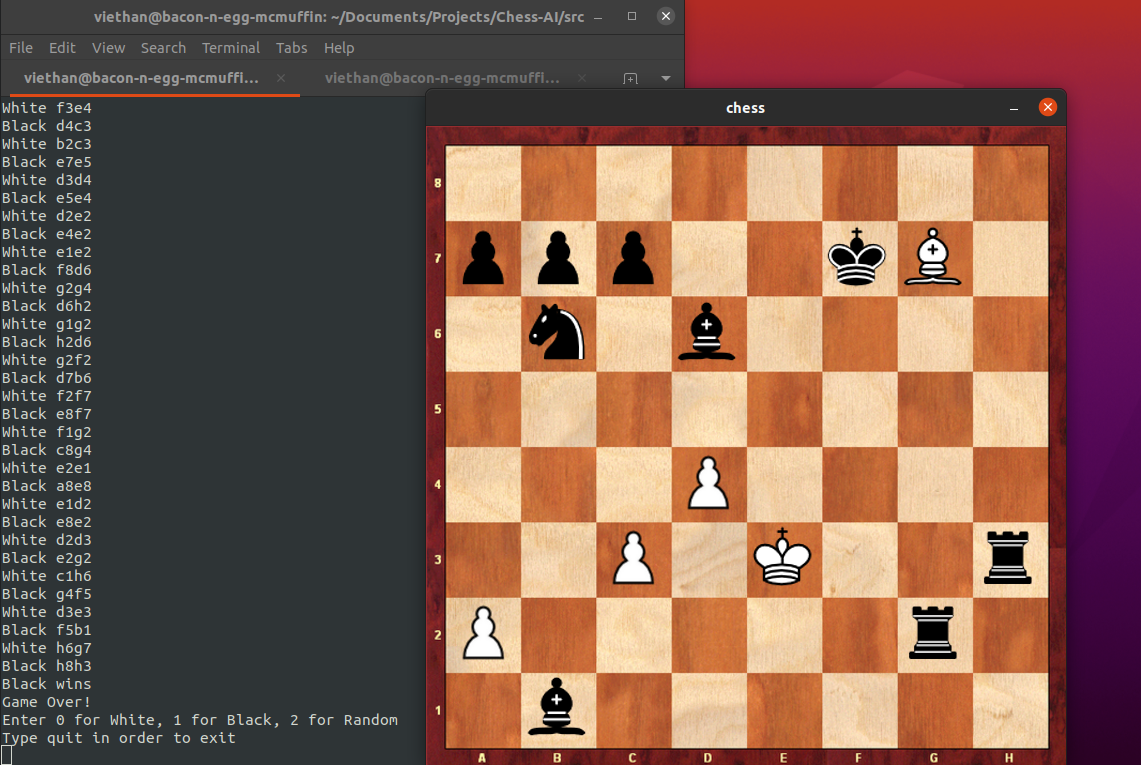 viethan@bacon-n-egg-mcmuffin: ~/Documents/Projects/Chess-AI/src
File Edit View Search Terminal Tabs Help
viethan@bacon-n-egg-mcmuffi... viethan@bacon-n-egg-mcmuffi...
White f3e4
Black d4c3
White b2c3
Black e7e5
White d3d4
Black e5e4
White d2e2
Black e4e2
White e1e2
Black f8d6
White g2g4
Black d6h2
White g1g2
Black h2d6
White g2f2
Black d7b6
White f2f7
Black e8f7
White f1g2
Black c8g4
White e2e1
Black a8e8
White e1d2
Black e8e2
White d2d3
Black e2g2
White c1h6
Black g4f5
White d3e3
Black f5b1
White h6g7
Black h8h3
Black wins
Game Over!
Enter 0 for White, 1 for Black, 2 for Random
Type quit in order to exit
chess
8
7
6
5
4
3
2
1
A B C D E F G H